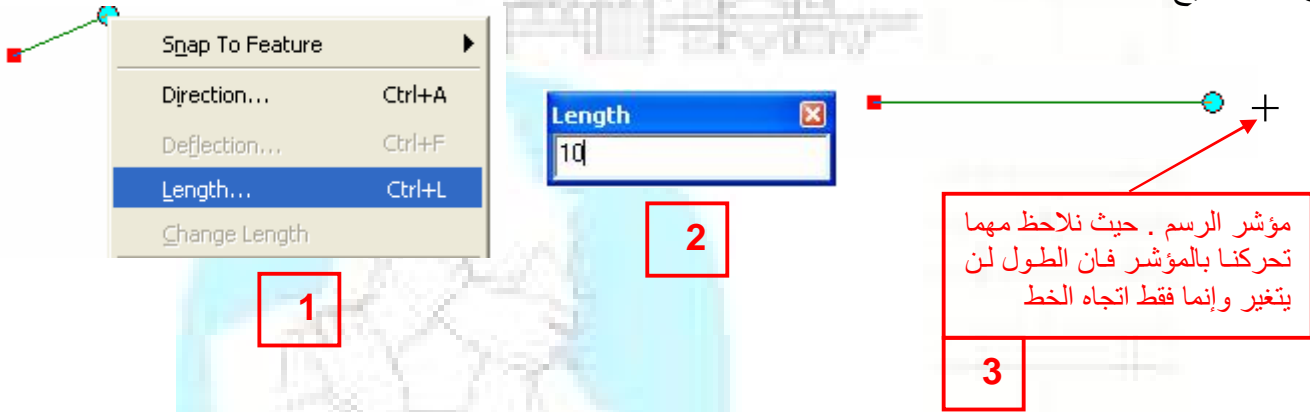 Snap To Feature
Direction... Ctrl+A
Deflection... Ctrl+F
Length... Ctrl+L
Change Length
1
Length
10
2
مؤشر الرسم . حيث نلاحظ مهما
تحركنا بالمؤشر فان الطول لن
يتغير وإنما فقط اتجاه الخط
3